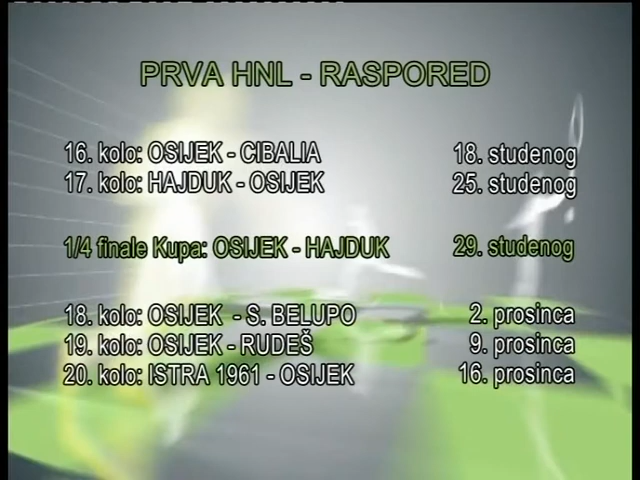 PRVA HNL - RASPORED
16. kolo: OSIJEK - CIBALIA 18. studenog
17. kolo: HAJDUK - OSIJEK 25. studenog
1/4 finale Kupa: OSIJEK - HAJDUK 29. studenog
18. kolo: OSIJEK - S. BELUPO 2. prosinca
19. kolo: OSIJEK - RUDEŠ 9. prosinca
20. kolo: ISTRA 1961 - OSIJEK 16. prosinca